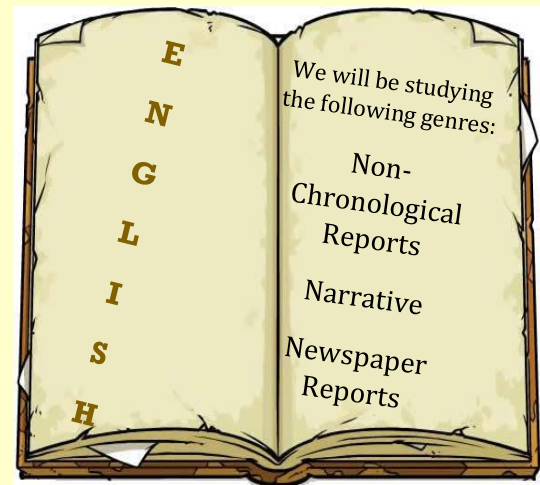 E
N
G
L
I
S
H
We will be studying
the following genres:
Non-
Chronological
Reports
Narrative
Newspaper
Reports